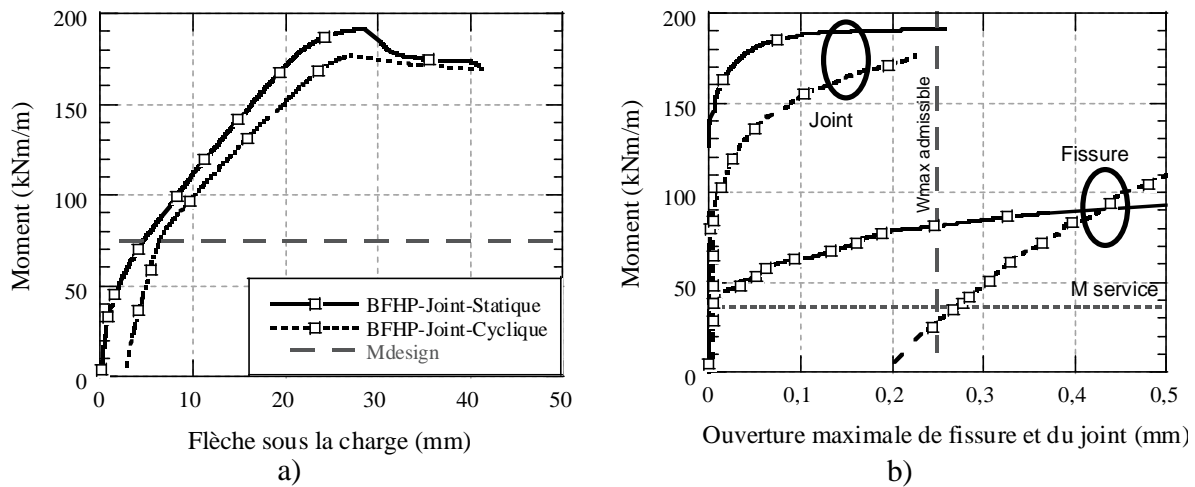 200
150
100
50
0
Moment (kNm/m)
BFHP-Joint-Statique
BFHP-Joint-Cyclique
Mdesign
0 10 20 30 40 50
Flèche sous la charge (mm)
a)
200
150
100
50
0
Moment (kNm/m)
Joint
Wmax admissible
Fissure
M service
0 0,1 0,2 0,3 0,4 0,5
Ouverture maximale de fissure et du joint (mm)
b)